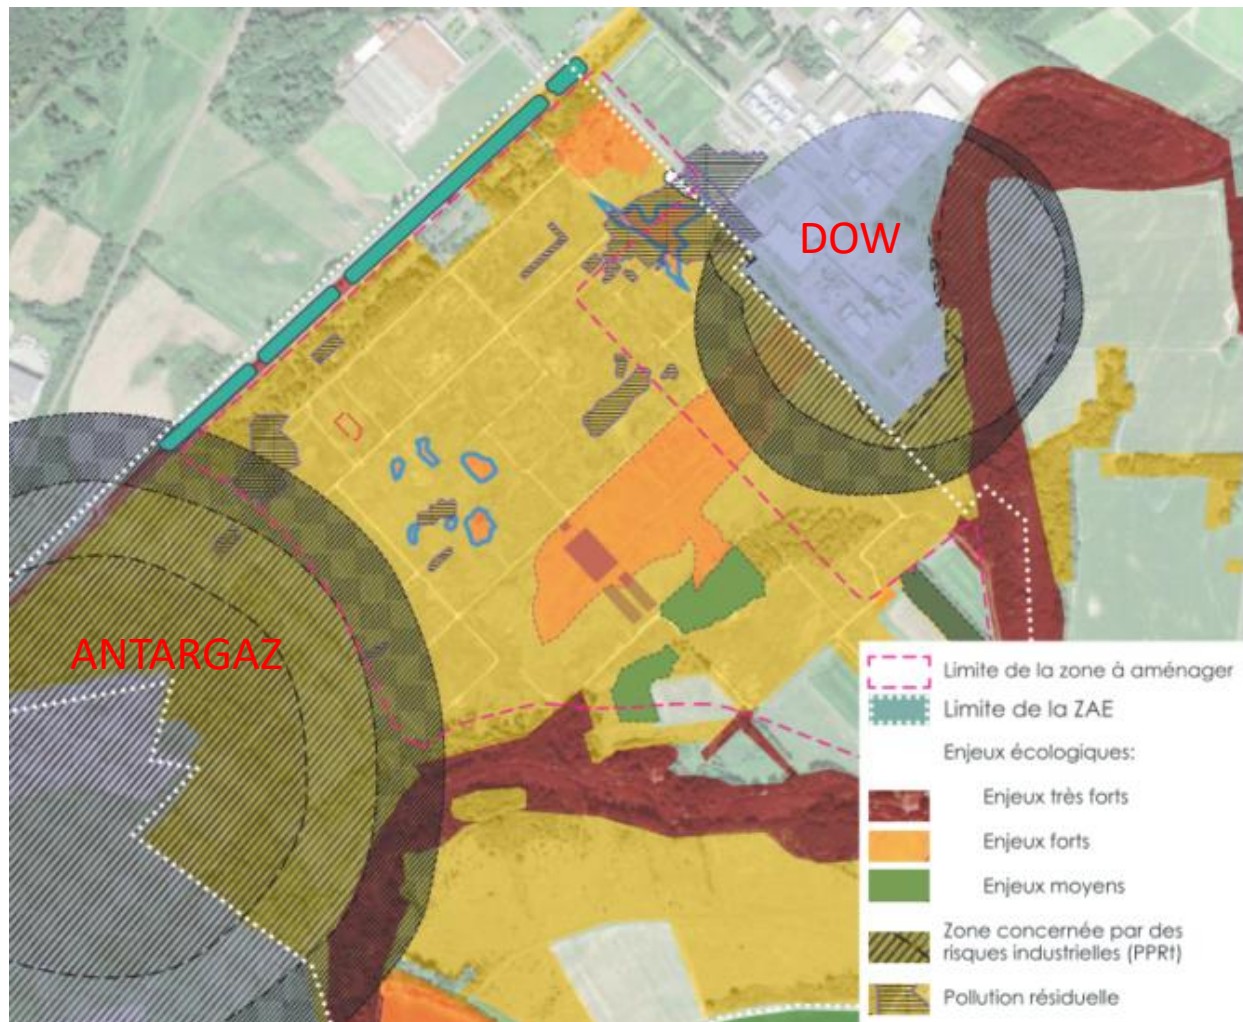 DOW
ANTARGAZ
Limite de la zone à aménager
Limite de la ZAE
Enjeux écologiques:
Enjeux très forts
Enjeux forts
Enjeux moyens
Zone concernée par des
risques industrielles (PPRt)
Pollution résiduelle